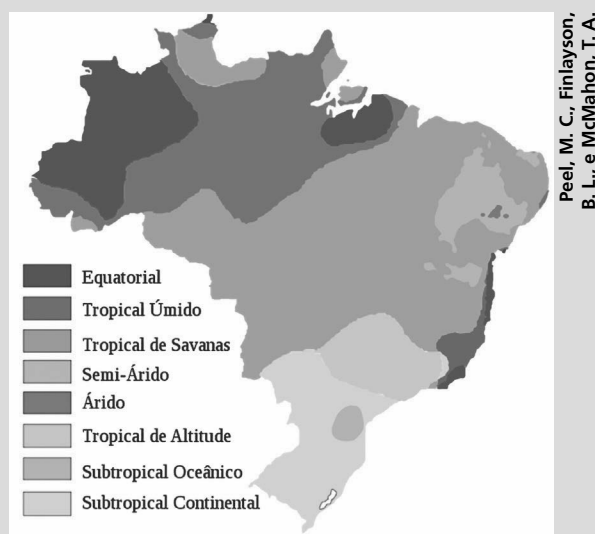 Equatorial
Tropical Úmido
Tropical de Savanas
Semi-Árido
Árido
Tropical de Altitude
Subtropical Oceânico
Subtropical Continental
Peel, M. C., Finlayson,
B. L., e McMahon, T. A.